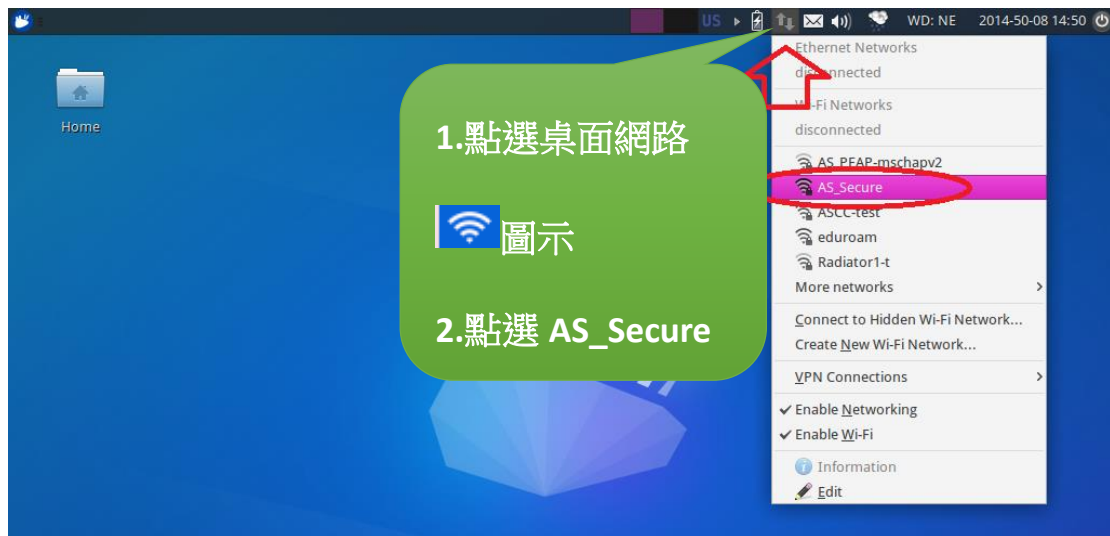 US
WD: NE
2014-50-08 14:50
Home
1.點選桌面網路
圖示
2.點選 AS_Secure
Ethernet Networks
disconnected
Wi-Fi Networks
disconnected
AS_PEAP-mschapv2
AS_Secure
ASCC-test
eduroam
Radiator1-t
More networks
Connect to Hidden Wi-Fi Network...
Create New Wi-Fi Network...
VPN Connections
Enable Networking
Enable Wi-Fi
Information
Edit